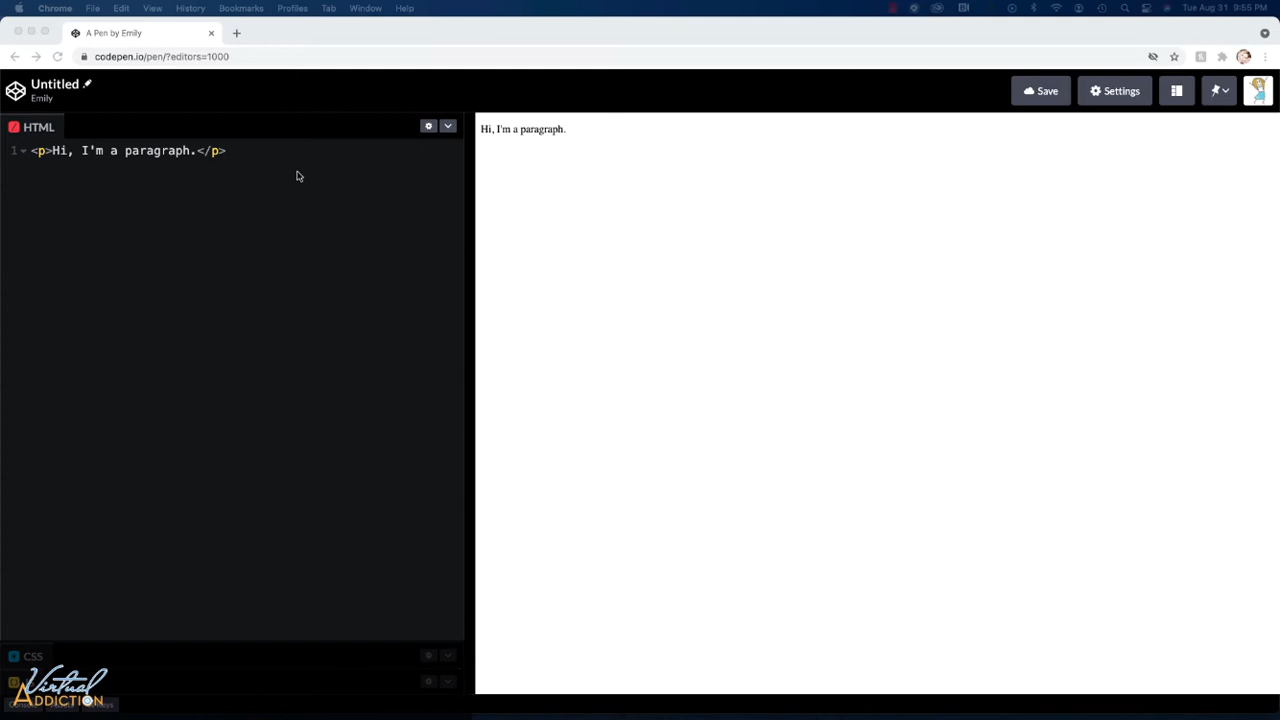 Chrome File Edit View History Bookmarks Profiles Tab Window Help Tue Aug 31 9:55 PM
A Pen by Emily
codepen.io/pen/?editors=1000
Untitled
Emily
Save Settings
HTML
1 <p>Hi, I'm a paragraph.</p>
Hi, I'm a paragraph.
CSS
Virtual
ADDICTION